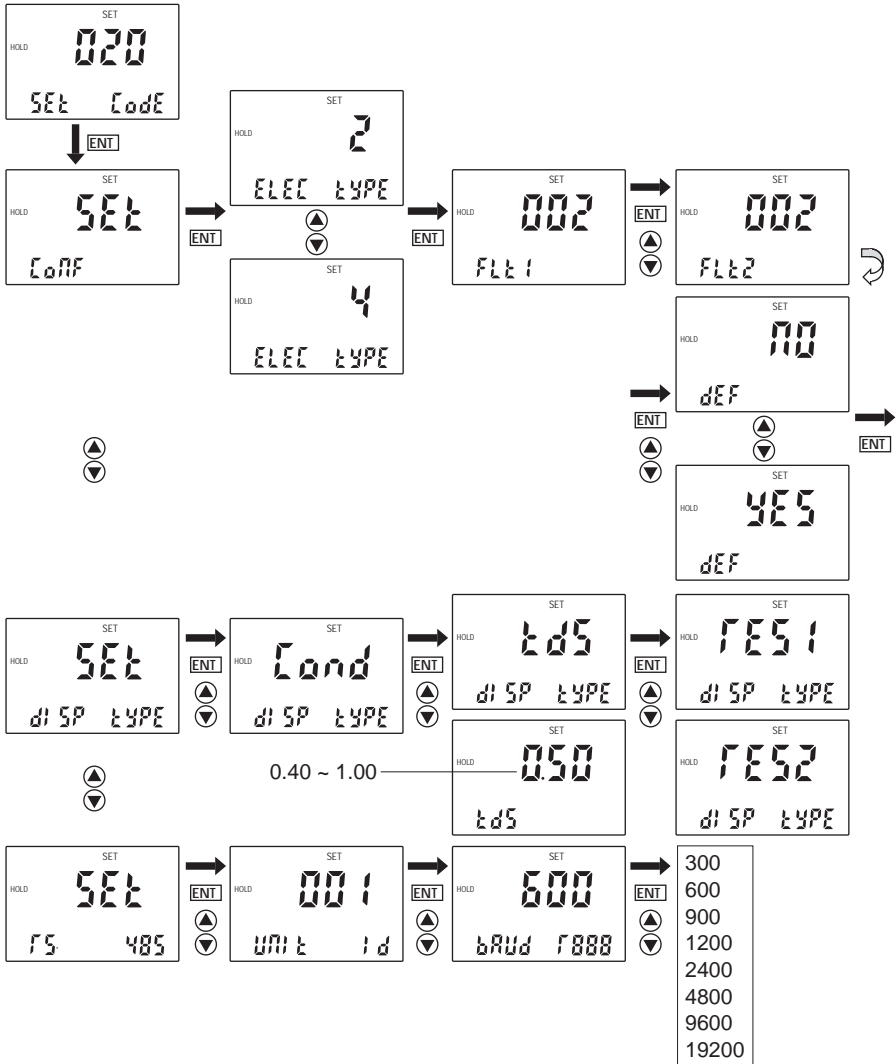 SET
HOLD
020
SEt CodE
ENT
SET
HOLD
SEt
ConF
ENT
SET
HOLD
2
ELEC tYPE
SET
HOLD
4
ELEC tYPE
ENT
SET
HOLD
002
FLt1
ENT
SET
HOLD
002
FLt2
ENT
SET
HOLD
NO
dEF
SET
HOLD
YES
dEF
ENT
SET
HOLD
SEt
diSP tYPE
ENT
SET
HOLD
Cond
diSP tYPE
ENT
SET
HOLD
tdS
diSP tYPE
ENT
SET
HOLD
rES1
diSP tYPE
0.40 ~ 1.00
SET
HOLD
0.50
tdS
SET
HOLD
rES2
diSP tYPE
SET
HOLD
SEt
rS. 485
ENT
SET
HOLD
001
UNit id
ENT
SET
HOLD
600
bAUd r888
ENT
300
600
900
1200
2400
4800
9600
19200